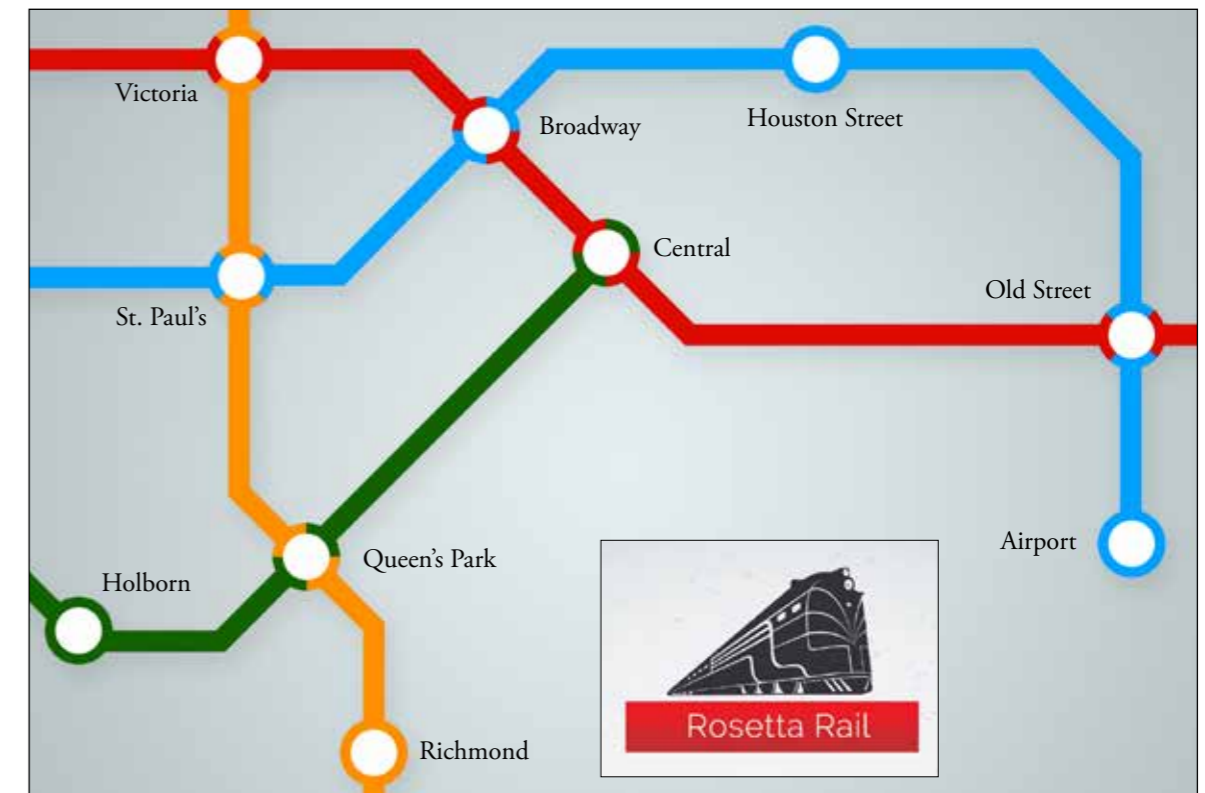 Victoria
Broadway
Houston Street
Central
St. Paul's
Old Street
Queen's Park
Airport
Holborn
Rosetta Rail
Richmond